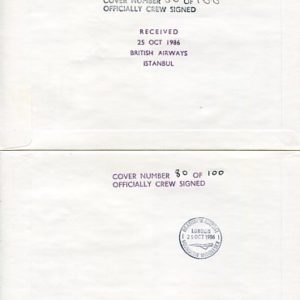 COVER NUMBER 80 OF 100
OFFICIALLY CREW SIGNED
RECEIVED
25 OCT 1986
BRITISH AIRWAYS
ISTANBUL
COVER NUMBER 80 OF 100
OFFICIALLY CREW SIGNED
LONDON
25 OCT 1986